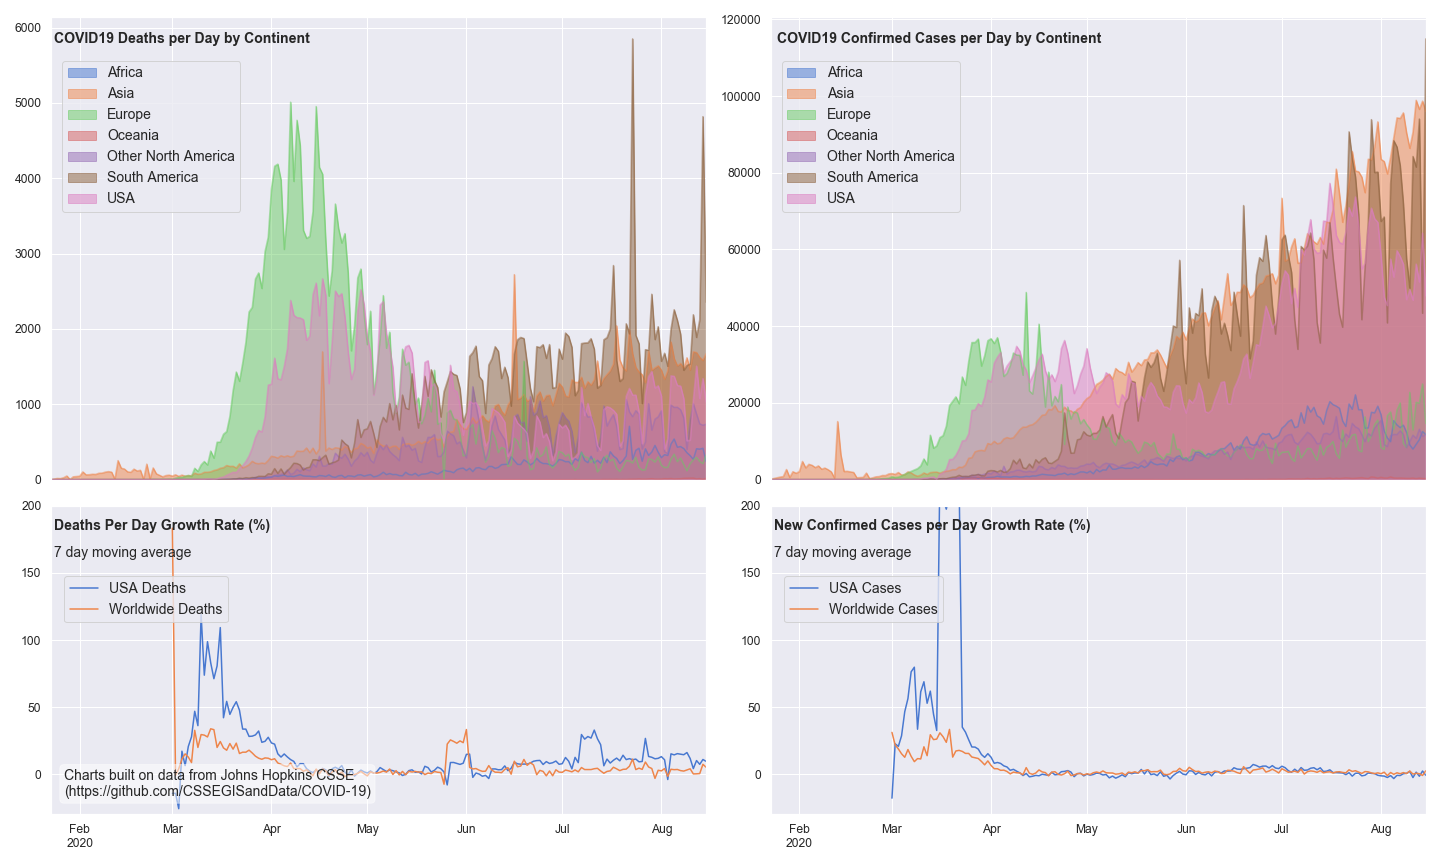 6000
5000
4000
3000
2000
1000
0
COVID19 Deaths per Day by Continent
Africa
Asia
Europe
Oceania
Other North America
South America
USA
120000
100000
80000
60000
40000
20000
0
COVID19 Confirmed Cases per Day by Continent
Africa
Asia
Europe
Oceania
Other North America
South America
USA
200
150
100
50
0
Deaths Per Day Growth Rate (%)
7 day moving average
USA Deaths
Worldwide Deaths
Charts built on data from Johns Hopkins CSSE
(https://github.com/CSSEGISandData/COVID-19)
Feb Mar Apr May Jun Jul Aug
2020
200
150
100
50
0
New Confirmed Cases per Day Growth Rate (%)
7 day moving average
USA Cases
Worldwide Cases
Feb Mar Apr May Jun Jul Aug
2020